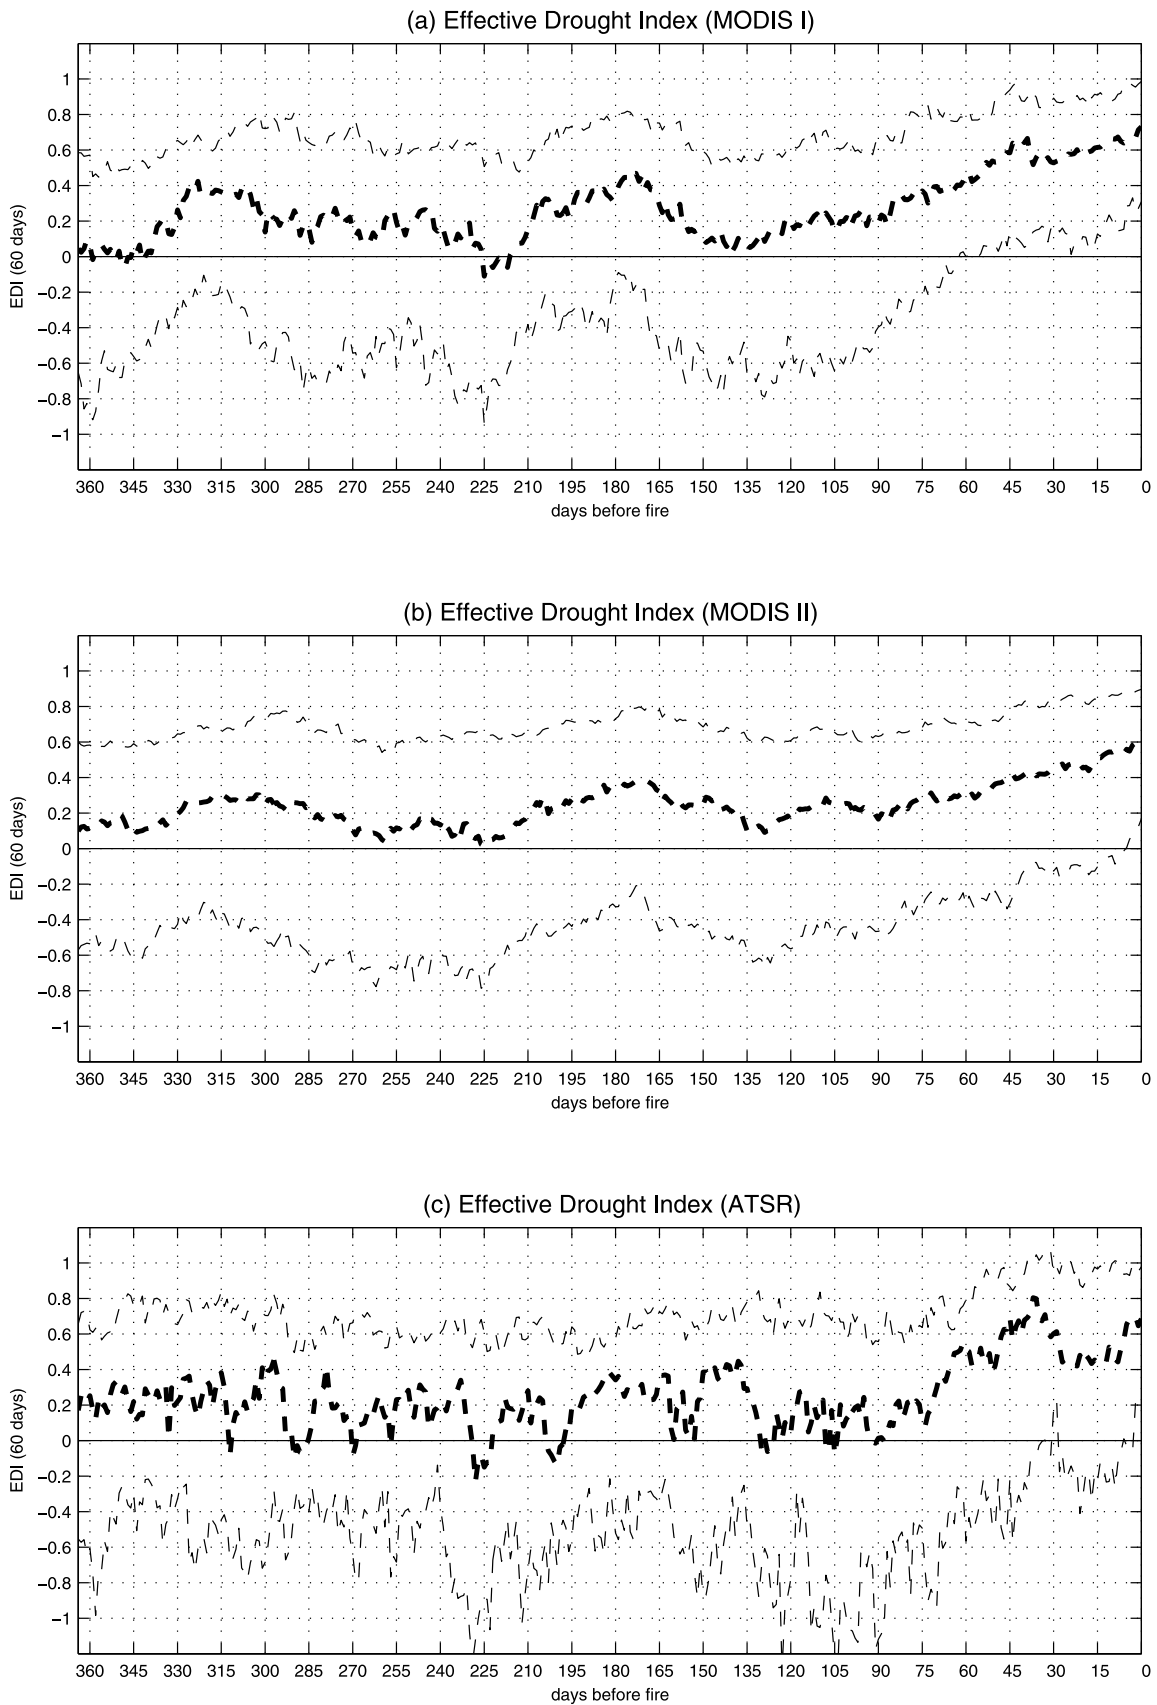 (a) Effective Drought Index (MODIS I)
1
0.8
0.6
0.4
0.2
0
−0.2
−0.4
−0.6
−0.8
−1
EDI (60 days)
360 345 330 315 300 285 270 255 240 225 210 195 180 165 150 135 120 105 90 75 60 45 30 15 0
days before fire
(b) Effective Drought Index (MODIS II)
1
0.8
0.6
0.4
0.2
0
−0.2
−0.4
−0.6
−0.8
−1
EDI (60 days)
360 345 330 315 300 285 270 255 240 225 210 195 180 165 150 135 120 105 90 75 60 45 30 15 0
days before fire
(c) Effective Drought Index (ATSR)
1
0.8
0.6
0.4
0.2
0
−0.2
−0.4
−0.6
−0.8
−1
EDI (60 days)
360 345 330 315 300 285 270 255 240 225 210 195 180 165 150 135 120 105 90 75 60 45 30 15 0
days before fire